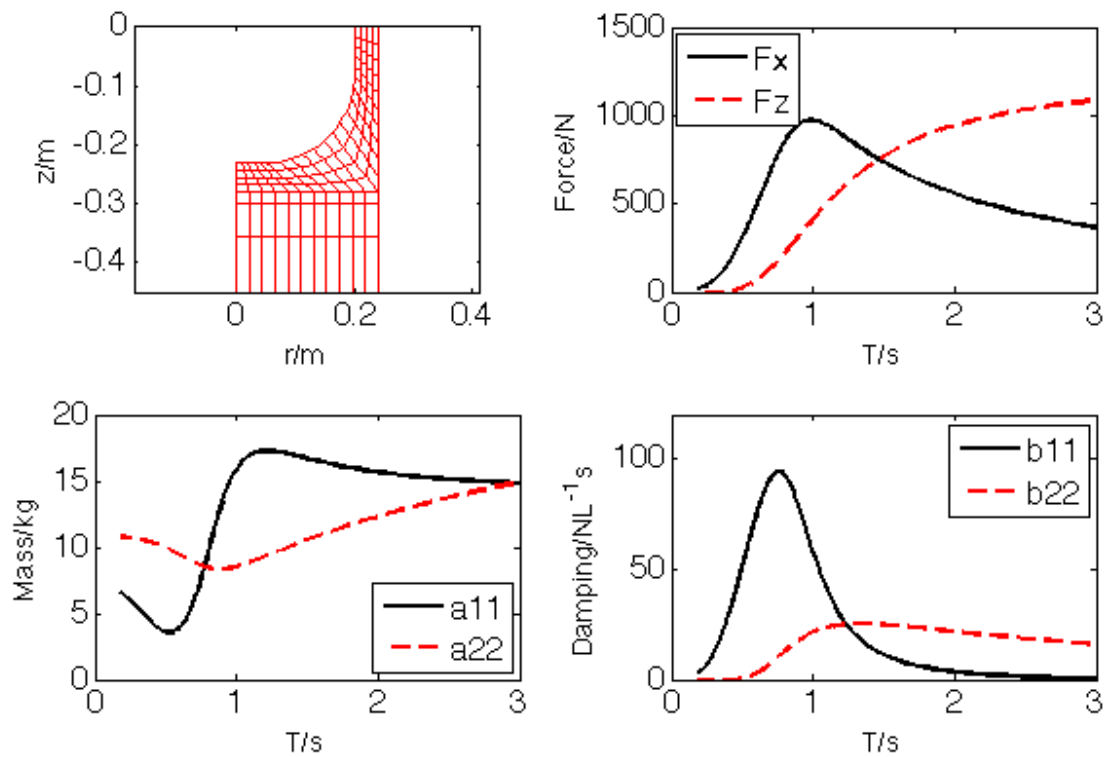 0
-0.1
-0.2
-0.3
-0.4
z/m
0 0.2 0.4
r/m
1500
1000
500
0
Force/N
Fx
Fz
0 1 2 3
T/s
20
15
10
5
0
Mass/kg
a11
a22
0 1 2 3
T/s
100
50
0
Damping/NL⁻¹s
b11
b22
0 1 2 3
T/s